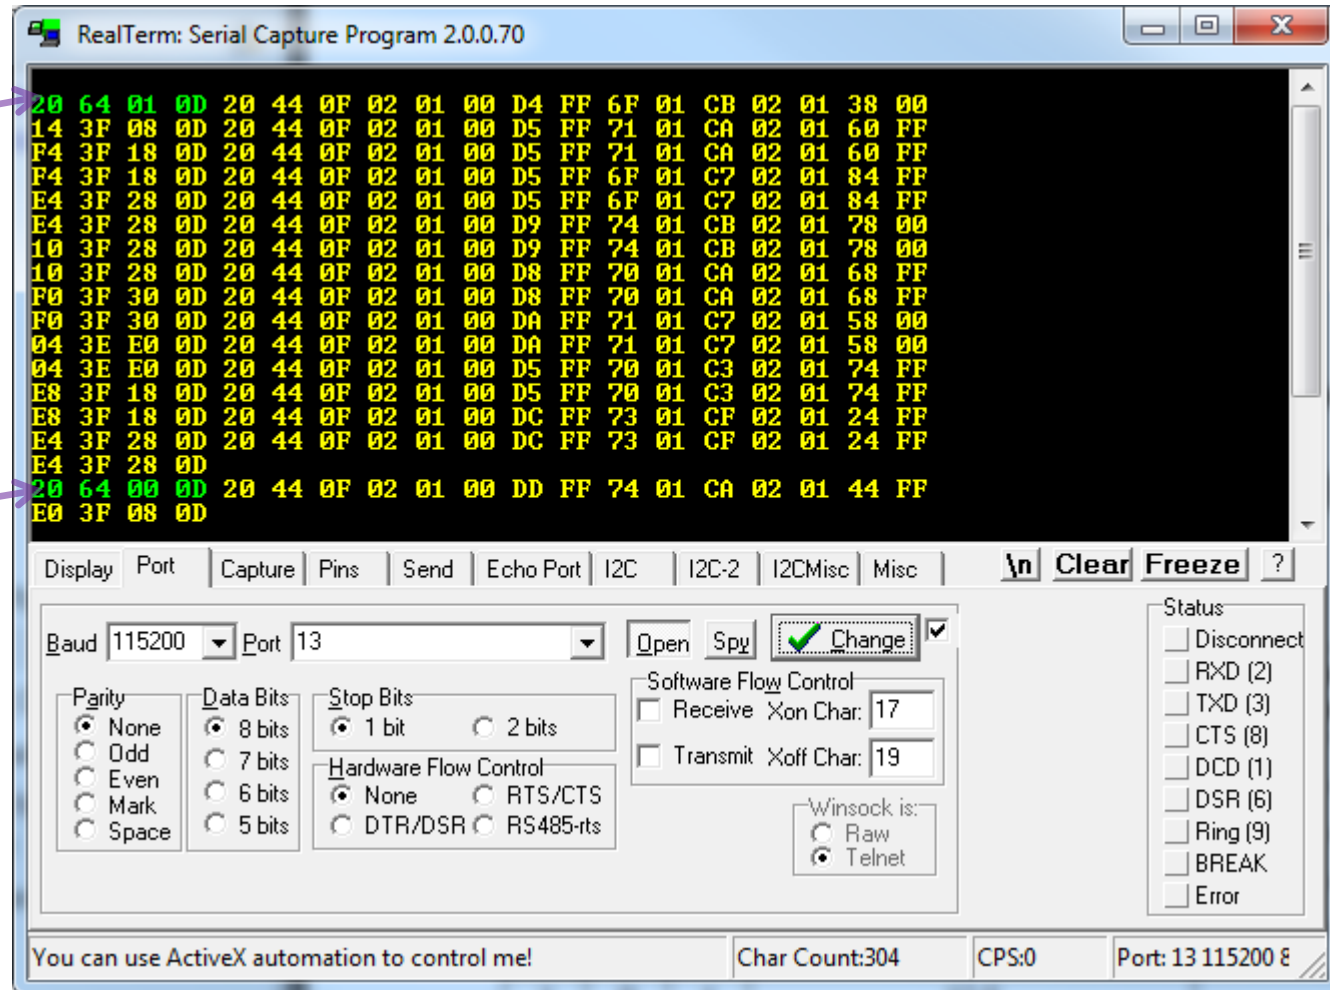 RealTerm: Serial Capture Program 2.0.0.70
20 64 01 0D 20 44 0F 02 01 00 D4 FF 6F 01 CB 02 01 38 00
14 3F 08 0D 20 44 0F 02 01 00 D5 FF 71 01 CA 02 01 60 FF
F4 3F 18 0D 20 44 0F 02 01 00 D5 FF 71 01 CA 02 01 60 FF
F4 3F 18 0D 20 44 0F 02 01 00 D5 FF 6F 01 C7 02 01 84 FF
E4 3F 28 0D 20 44 0F 02 01 00 D5 FF 6F 01 C7 02 01 84 FF
E4 3F 28 0D 20 44 0F 02 01 00 D9 FF 74 01 CB 02 01 78 00
10 3F 28 0D 20 44 0F 02 01 00 D9 FF 74 01 CB 02 01 78 00
10 3F 28 0D 20 44 0F 02 01 00 D8 FF 70 01 CA 02 01 68 FF
F0 3F 30 0D 20 44 0F 02 01 00 D8 FF 70 01 CA 02 01 68 FF
F0 3F 30 0D 20 44 0F 02 01 00 DA FF 71 01 C7 02 01 58 00
04 3E E0 0D 20 44 0F 02 01 00 DA FF 71 01 C7 02 01 58 00
04 3E E0 0D 20 44 0F 02 01 00 D5 FF 70 01 C3 02 01 74 FF
E8 3F 18 0D 20 44 0F 02 01 00 D5 FF 70 01 C3 02 01 74 FF
E8 3F 18 0D 20 44 0F 02 01 00 DC FF 73 01 CF 02 01 24 FF
E4 3F 28 0D 20 44 0F 02 01 00 DC FF 73 01 CF 02 01 24 FF
E4 3F 28 0D
20 64 00 0D 20 44 0F 02 01 00 DD FF 74 01 CA 02 01 44 FF
E0 3F 08 0D
Display Port Capture Pins Send Echo Port I2C I2C-2 I2CMisc Misc \n Clear Freeze ?
Baud 115200 Port 13 Open Spy Change
Parity
None
Odd
Even
Mark
Space
Data Bits
8 bits
7 bits
6 bits
5 bits
Stop Bits
1 bit 2 bits
Hardware Flow Control
None RTS/CTS
DTR/DSR RS485-rts
Software Flow Control
Receive Xon Char: 17
Transmit Xoff Char: 19
Winsock is:
Raw
Telnet
Status
Disconnect
RXD (2)
TXD (3)
CTS (8)
DCD (1)
DSR (6)
Ring (9)
BREAK
Error
You can use ActiveX automation to control me! Char Count:304 CPS:0 Port: 13 115200 8